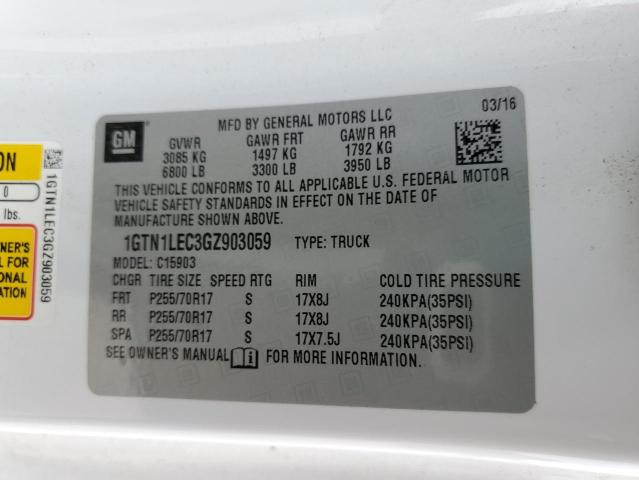 GM
MFD BY GENERAL MOTORS LLC
03/16
GVWR GAWR FRT GAWR RR
3085 KG 1497 KG 1792 KG
6800 LB 3300 LB 3950 LB
THIS VEHICLE CONFORMS TO ALL APPLICABLE U.S. FEDERAL MOTOR
VEHICLE SAFETY STANDARDS IN EFFECT ON THE DATE OF
MANUFACTURE SHOWN ABOVE.
1GTN1LEC3GZ903059 TYPE: TRUCK
MODEL: C15903
CHGR TIRE SIZE SPEED RTG RIM COLD TIRE PRESSURE
FRT P255/70R17 S 17X8J 240KPA(35PSI)
RR P255/70R17 S 17X8J 240KPA(35PSI)
SPA P255/70R17 S 17X7.5J 240KPA(35PSI)
SEE OWNER'S MANUAL FOR MORE INFORMATION.
ON
0
lbs.
WNER'S
L FOR
IONAL
ATION
1GTN1LEC3GZ903059